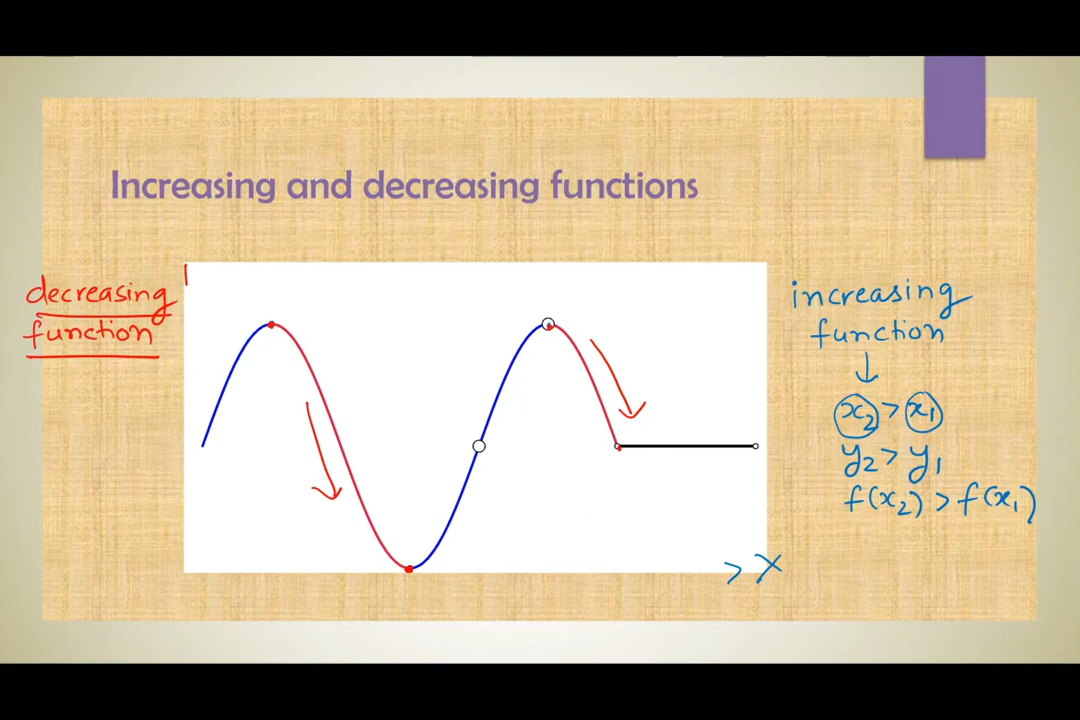 Increasing and decreasing functions
decreasing
function
increasing
function
↓
x₂ > x₁
y₂ > y₁
f(x₂) > f(x₁)
> X